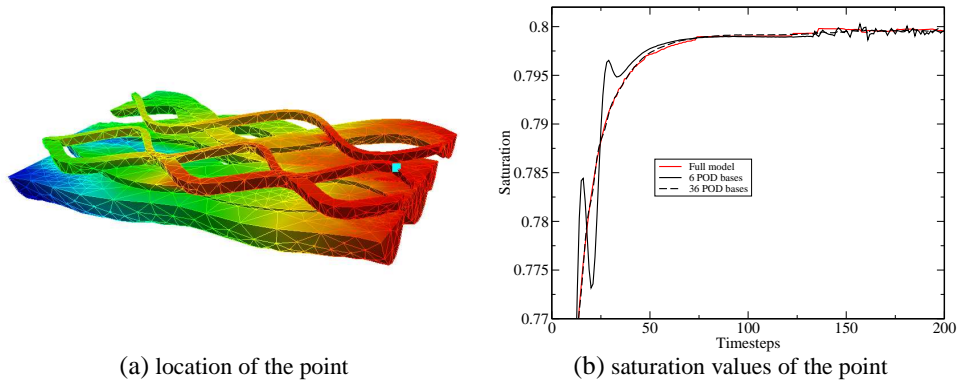 0.8
0.795
0.79
0.785
0.78
0.775
0.77
Saturation
Full model
6 POD bases
36 POD bases
0 50 100 150 200
Timesteps
(a) location of the point
(b) saturation values of the point